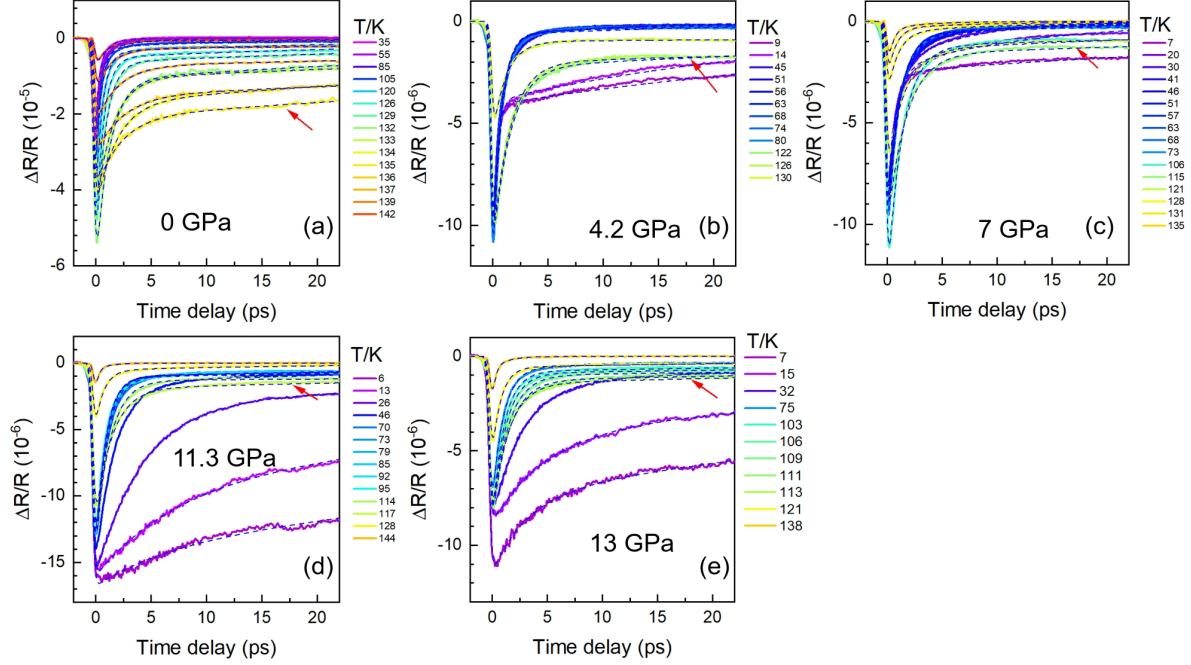 T/K
35
45
55
85
105
120
126
129
132
133
134
135
136
137
139
142
0
-2
-4
-6
ΔR/R (10⁻⁵)
0 GPa
(a)
0 5 10 15 20
Time delay (ps)
T/K
9
14
45
51
56
63
68
74
80
122
126
130
0
-5
-10
ΔR/R (10⁻⁶)
4.2 GPa
(b)
0 5 10 15 20
Time delay (ps)
T/K
7
20
30
41
46
51
57
63
68
73
106
115
121
128
131
135
0
-5
-10
ΔR/R (10⁻⁶)
7 GPa
(c)
0 5 10 15 20
Time delay (ps)
T/K
6
13
26
46
70
73
79
85
92
95
114
117
128
144
0
-5
-10
-15
ΔR/R (10⁻⁶)
11.3 GPa
(d)
0 5 10 15 20
Time delay (ps)
T/K
7
15
32
75
103
106
109
111
113
121
138
0
-5
-10
ΔR/R (10⁻⁶)
13 GPa
(e)
0 5 10 15 20
Time delay (ps)